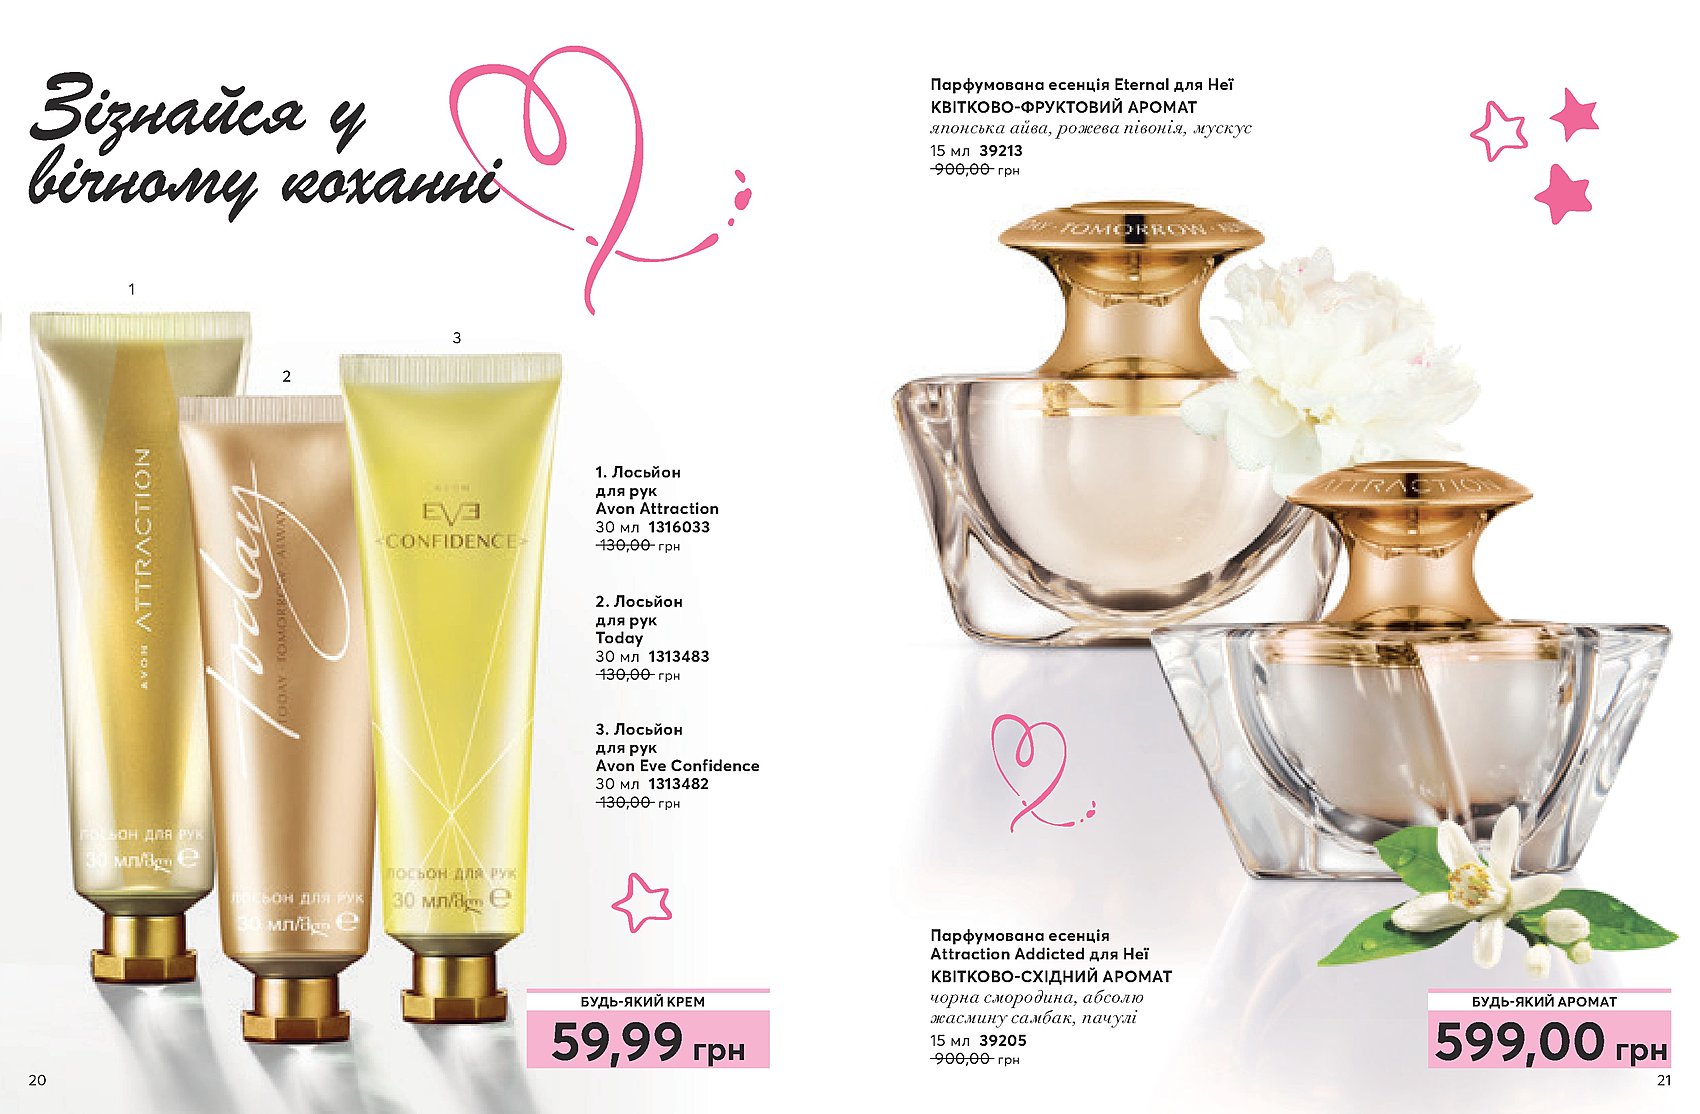 Зізнайся у
вічному коханні
1
2
3
AVON ATTRACTION
today
TODAY · TOMORROW · ALWAYS
AVON
EVE
<CONFIDENCE>
ЛОСЬОН ДЛЯ РУК
30 мл/
ЛОСЬОН ДЛЯ РУК
30 мл/
ЛОСЬОН ДЛЯ РУК
30 мл/
1. Лосьйон
для рук
Avon Attraction
30 мл 1316033
130,00 грн
2. Лосьйон
для рук
Today
30 мл 1313483
130,00 грн
3. Лосьйон
для рук
Avon Eve Confidence
30 мл 1313482
130,00 грн
БУДЬ-ЯКИЙ КРЕМ
59,99 грн
20
Парфумована есенція Eternal для Неї
КВІТКОВО-ФРУКТОВИЙ АРОМАТ
японська айва, рожева півонія, мускус
15 мл 39213
900,00 грн
TOMORROW
ATTRACTION
Парфумована есенція
Attraction Addicted для Неї
КВІТКОВО-СХІДНИЙ АРОМАТ
чорна смородина, абсолю
жасмину самбак, пачулі
15 мл 39205
900,00 грн
БУДЬ-ЯКИЙ АРОМАТ
599,00 грн
21